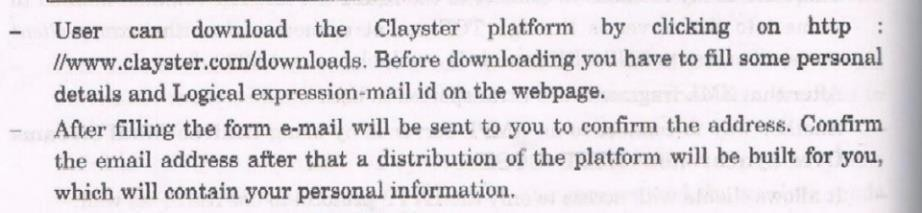 – User can download the Clayster platform by clicking on http :
//www.clayster.com/downloads. Before downloading you have to fill some personal
details and Logical expression-mail id on the webpage.
– After filling the form e-mail will be sent to you to confirm the address. Confirm
the email address after that a distribution of the platform will be built for you,
which will contain your personal information.